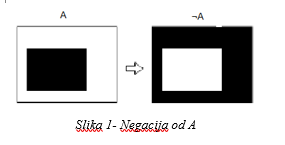 A ¬A
Slika 1- Negacija od A